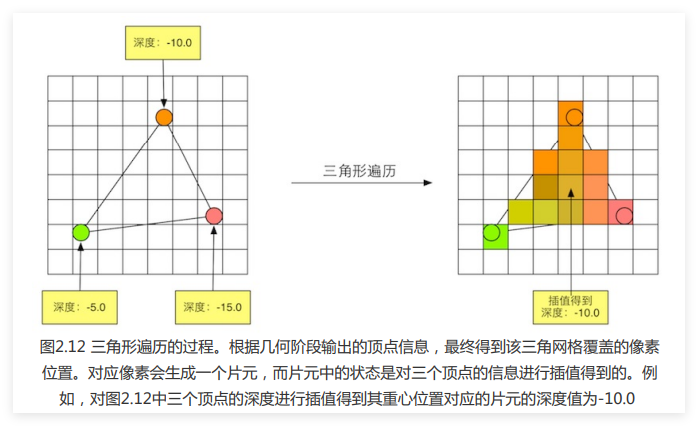 深度：-10.0
三角形遍历
深度：-5.0
深度：-15.0
插值得到
深度：-10.0
图2.12 三角形遍历的过程。根据几何阶段输出的顶点信息，最终得到该三角网格覆盖的像素
位置。对应像素会生成一个片元，而片元中的状态是对三个顶点的信息进行插值得到的。例
如，对图2.12中三个顶点的深度进行插值得到其重心位置对应的片元的深度值为-10.0